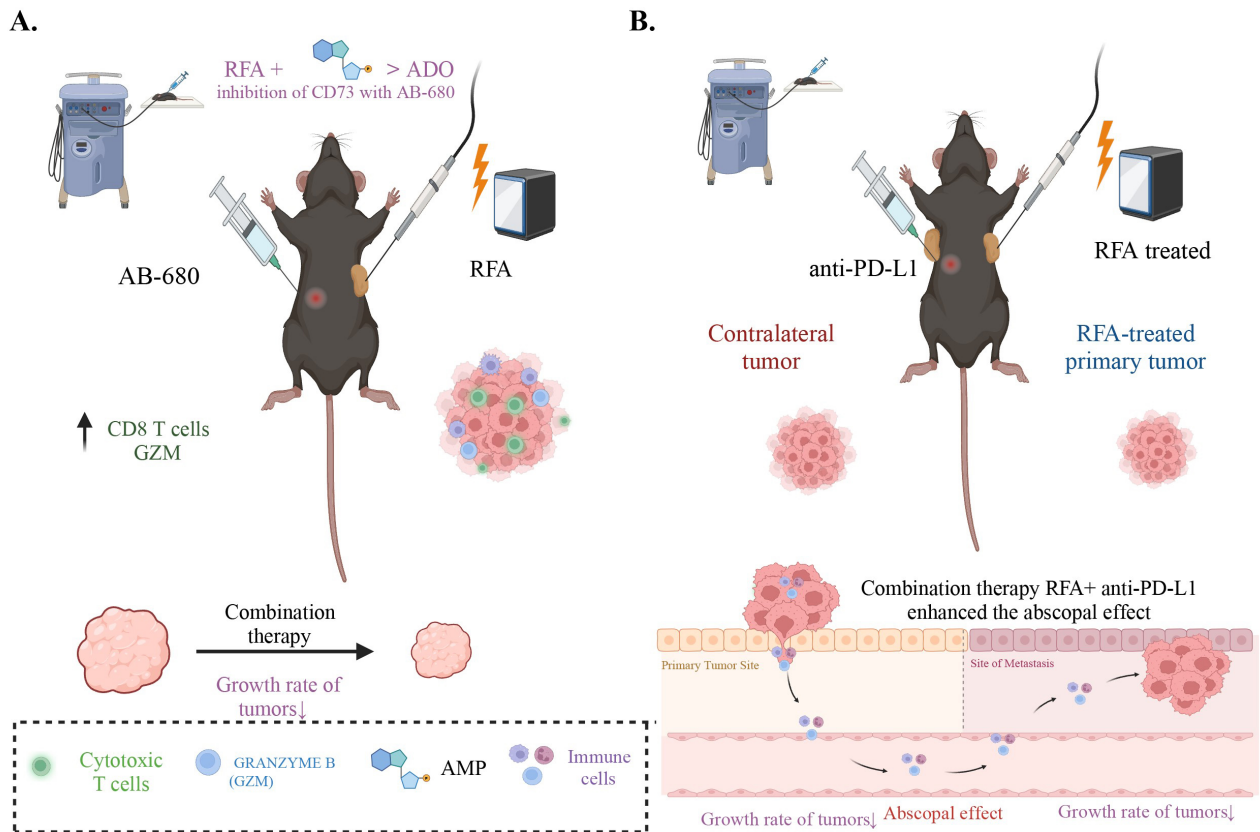 A.
RFA + > ADO
inhibition of CD73 with AB-680
AB-680
RFA
CD8 T cells
GZM
Combination
therapy
Growth rate of
tumors↓
Cytotoxic
T cells
GRANZYME B
(GZM)
P
AMP
Immune
cells
B.
anti-PD-L1
RFA treated
Contralateral
tumor
RFA-treated
primary tumor
Combination therapy RFA+ anti-PD-L1
enhanced the abscopal effect
Primary Tumor Site
Site of Metastasis
Growth rate of tumors↓
Abscopal effect
Growth rate of tumors↓